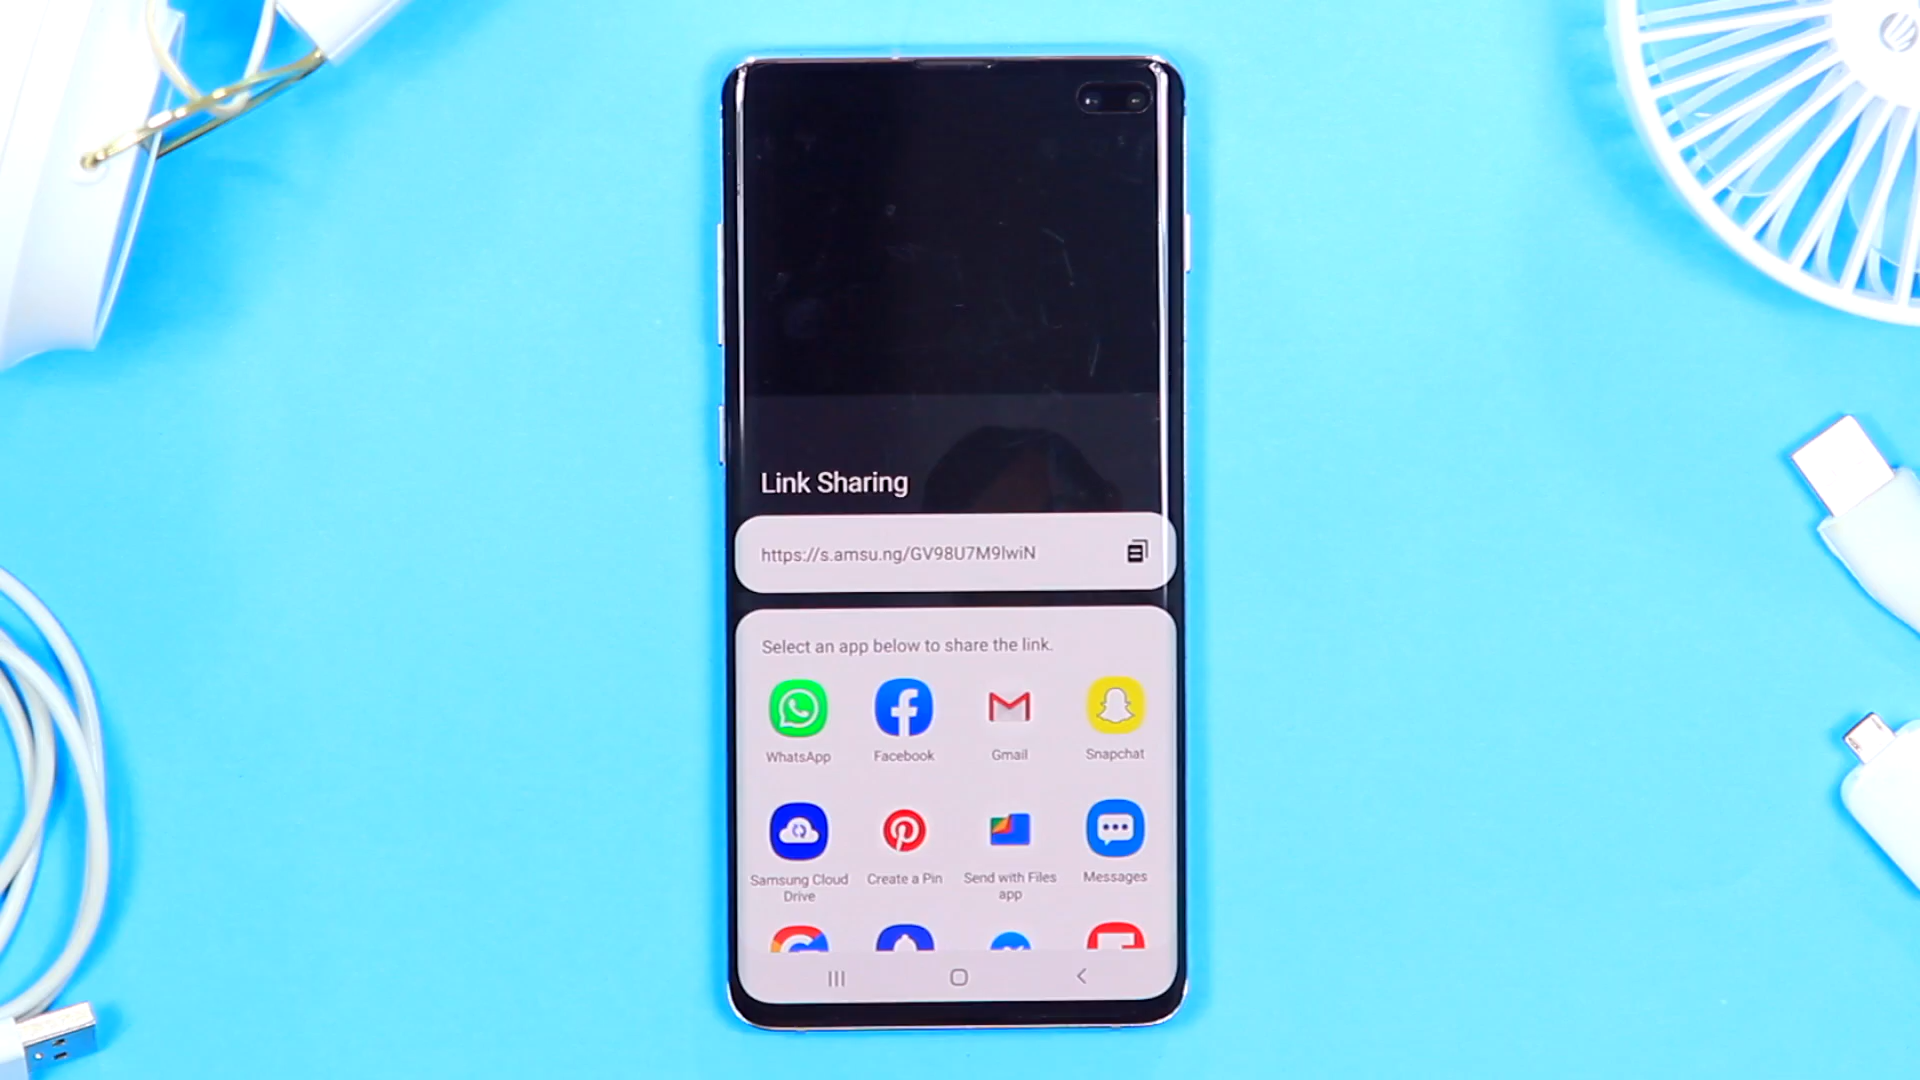 Link Sharing
https://s.amsu.ng/GV98U7M9lwiN
Select an app below to share the link.
WhatsApp Facebook Gmail Snapchat
Samsung Cloud Drive Create a Pin Send with Files app Messages